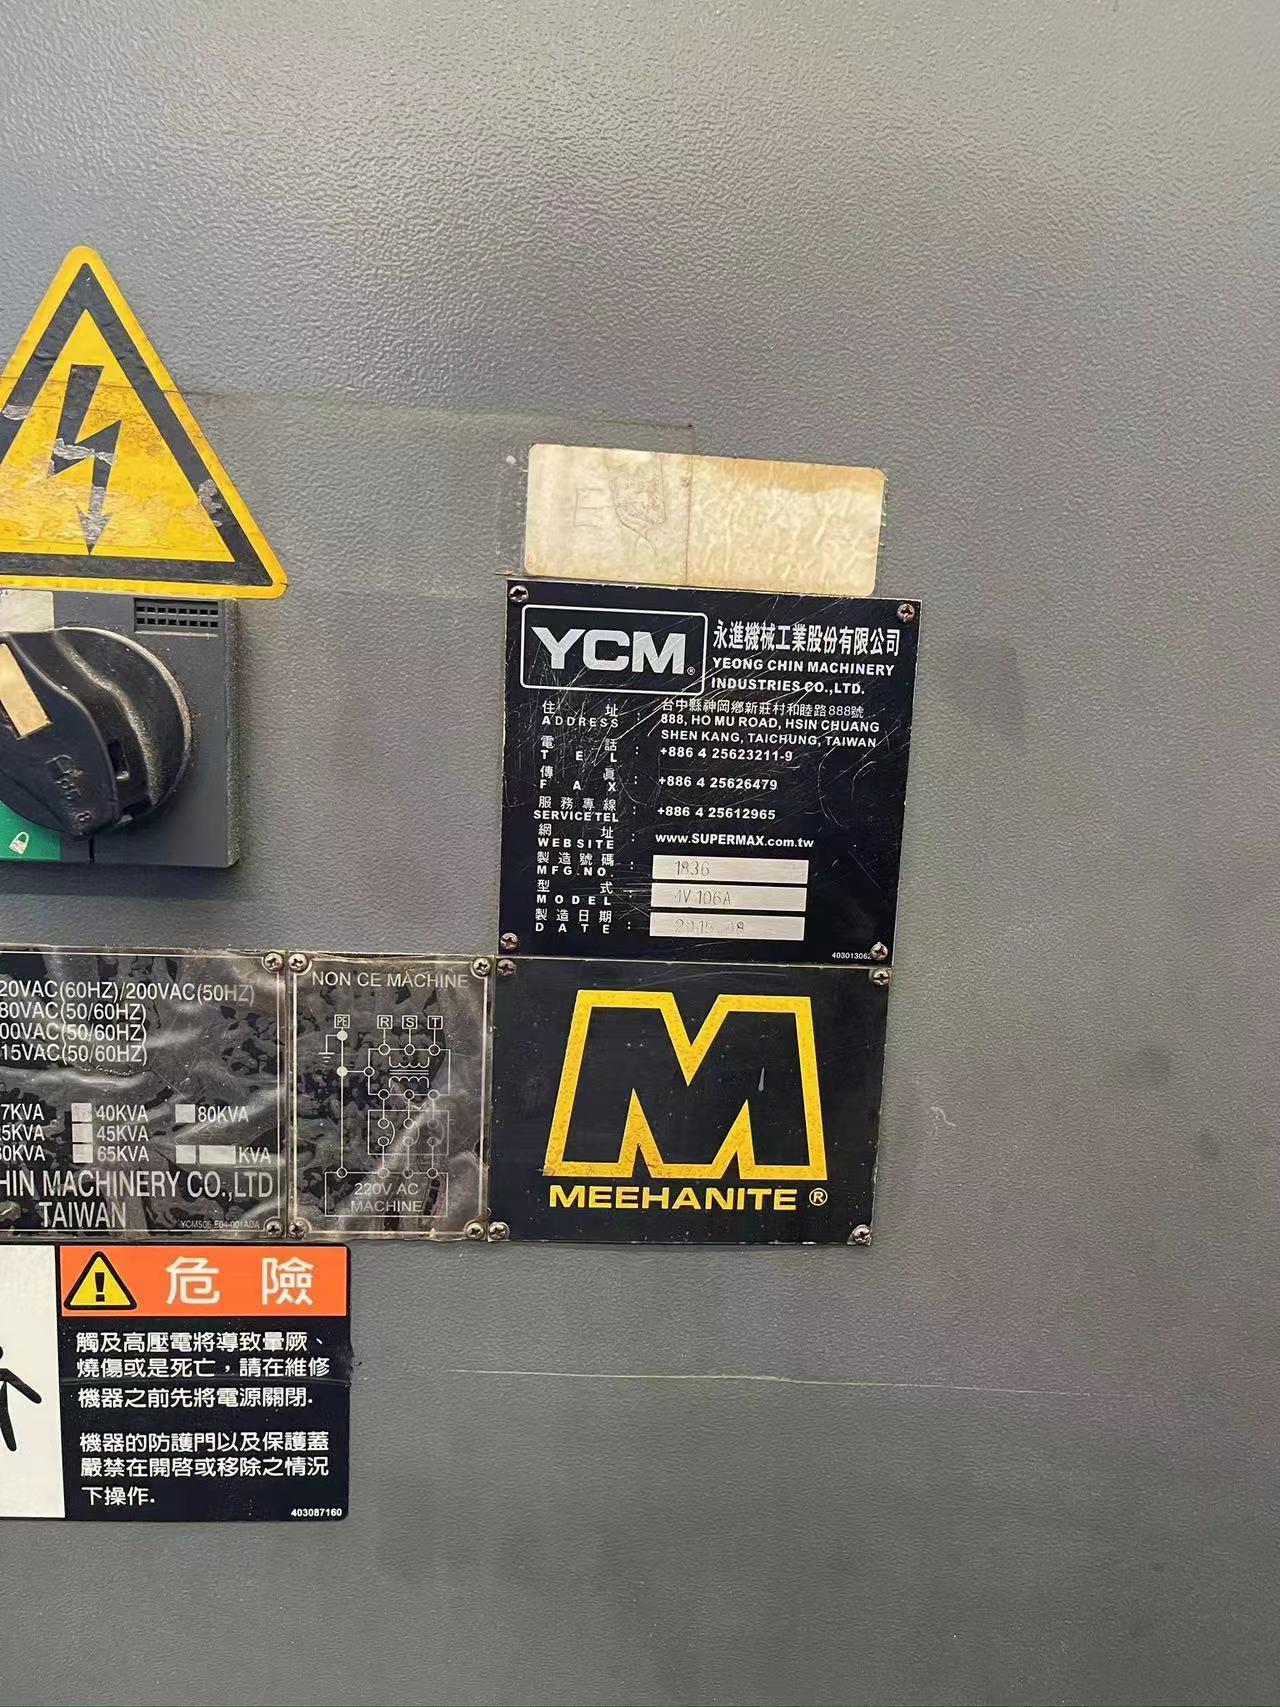 YCM®
永進機械工業股份有限公司
YEONG CHIN MACHINERY
INDUSTRIES CO.,LTD.
住址 : 台中縣神岡鄉新莊村和睦路888號
ADDRESS 888, HO MU ROAD, HSIN CHUANG
SHEN KANG, TAICHUNG, TAIWAN
電話
TEL : +886 4 25623211-9
傳眞
FAX : +886 4 25626479
服務專線
SERVICE TEL : +886 4 25612965
網址
WEBSITE : www.SUPERMAX.com.tw
製造號碼
MFG.NO. : 1836
型式
MODEL : 106A
製造日期
DATE : 2015.08
403013062
20VAC(60HZ)/200VAC(50HZ)
80VAC(50/60HZ)
00VAC(50/60HZ)
15VAC(50/60HZ)
7KVA 40KVA 80KVA
5KVA 45KVA
0KVA 65KVA KVA
HIN MACHINERY CO.,LTD
TAIWAN
YCM506-E04-001ADA
NON CE MACHINE
PE R S T
220V AC
MACHINE
MEEHANITE®
危險
觸及高壓電將導致暈厥、
燒傷或是死亡，請在維修
機器之前先將電源關閉.
機器的防護門以及保護蓋
嚴禁在開啓或移除之情況
下操作.
403087160